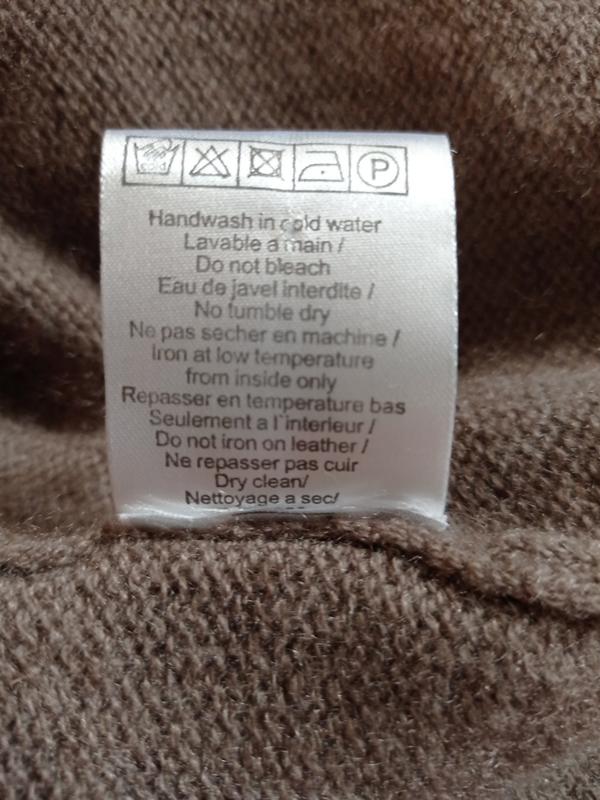 cold
P
Handwash in cold water
Lavable a main /
Do not bleach
Eau de javel interdite /
No tumble dry
Ne pas secher en machine /
Iron at low temperature
from inside only
Repasser en temperature bas
Seulement a l`interieur /
Do not iron on leather /
Ne repasser pas cuir
Dry clean/
Nettoyage a sec/